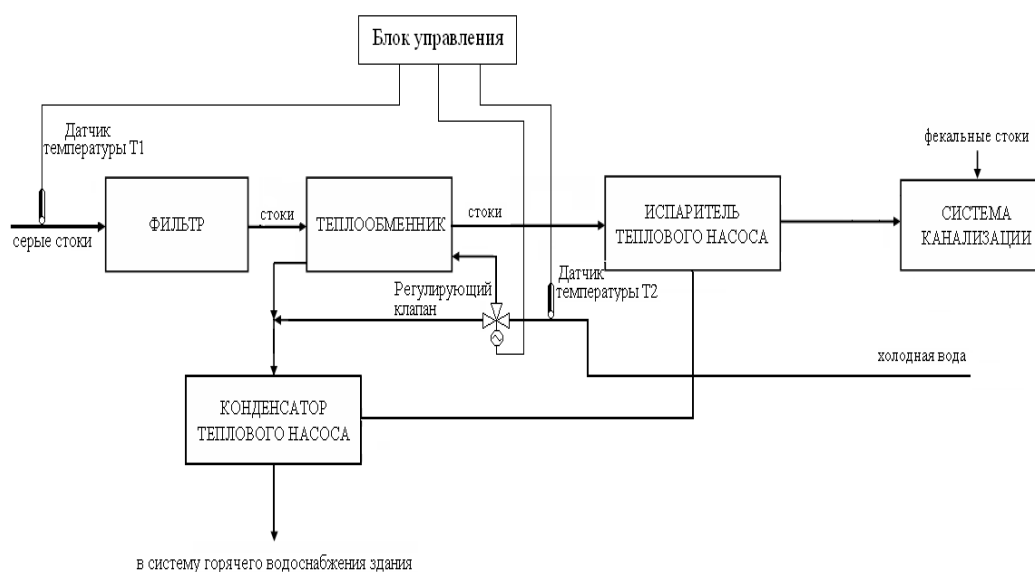 Блок управления
Датчик
температуры Т1
фекальные стоки
серые стоки
ФИЛЬТР
стоки
ТЕПЛООБМЕННИК
стоки
ИСПАРИТЕЛЬ
ТЕПЛОВОГО НАСОСА
СИСТЕМА
КАНАЛИЗАЦИИ
Регулирующий
клапан
Датчик
температуры Т2
холодная вода
КОНДЕНСАТОР
ТЕПЛОВОГО НАСОСА
в систему горячего водоснабжения здания